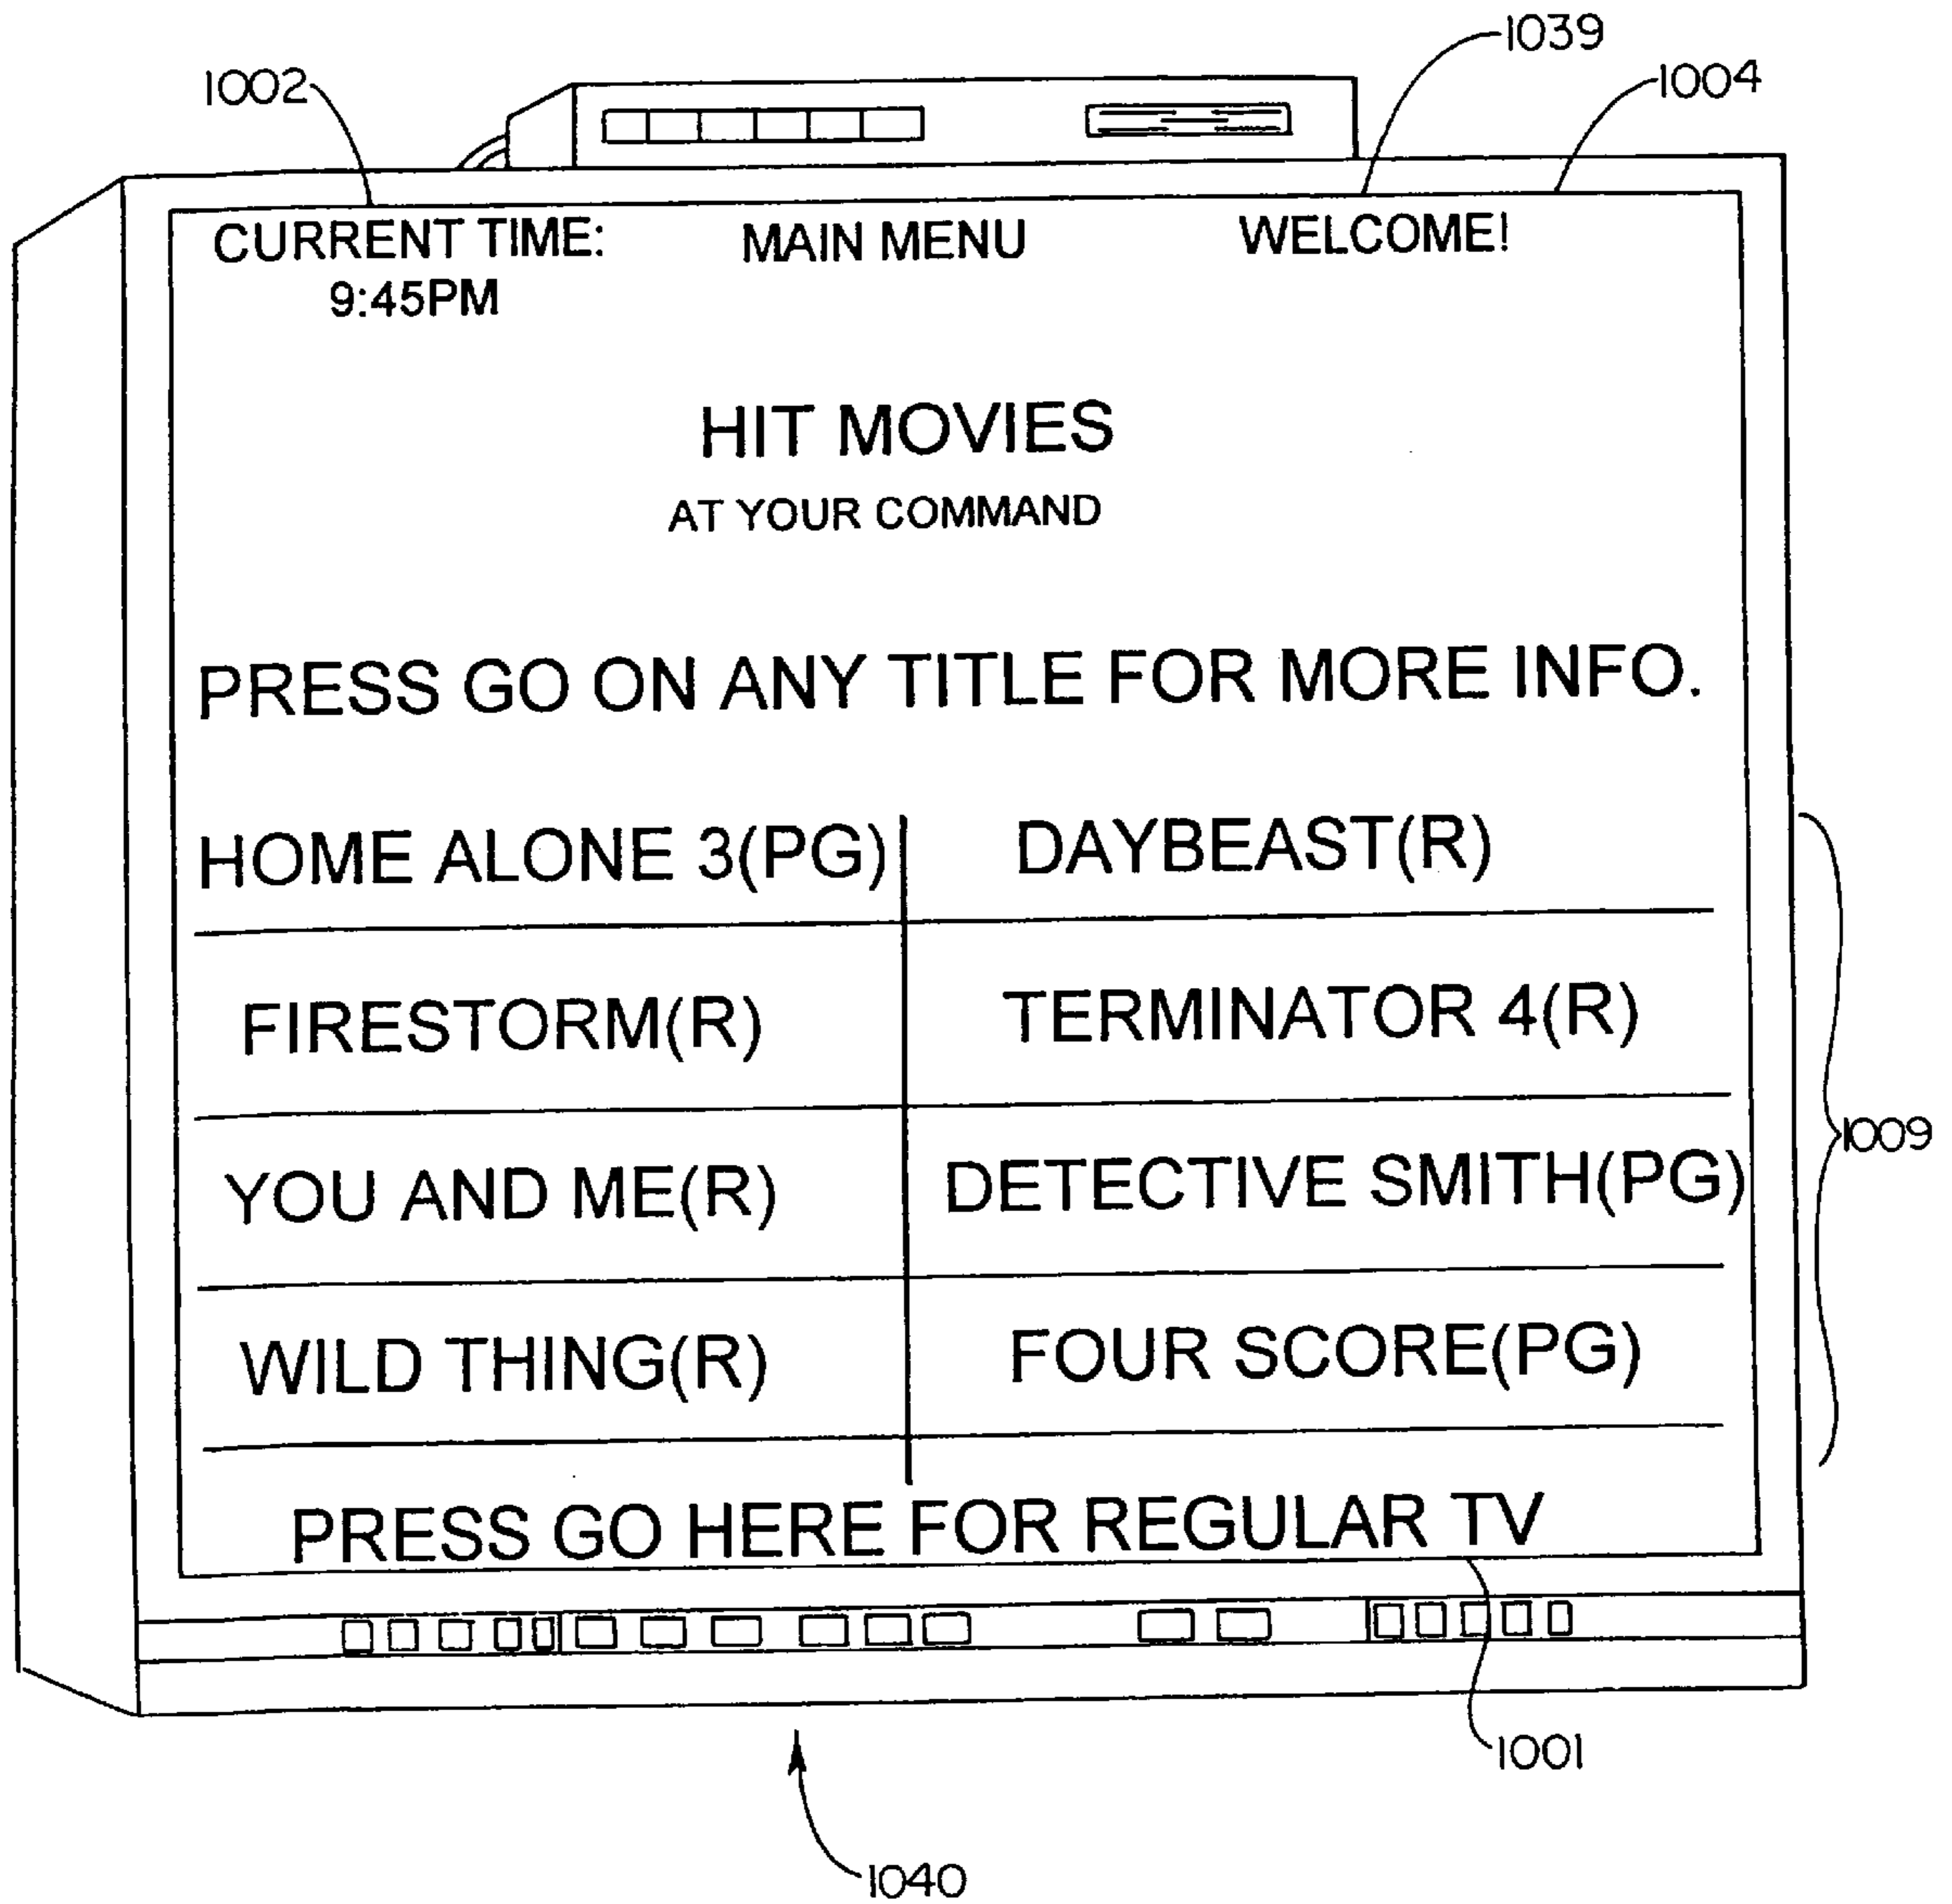 1039
1002
1004
CURRENT TIME: MAIN MENU WELCOME!
9:45PM
HIT MOVIES
AT YOUR COMMAND
PRESS GO ON ANY TITLE FOR MORE INFO.
HOME ALONE 3(PG) DAYBEAST(R)
FIRESTORM(R) TERMINATOR 4(R)
1009
YOU AND ME(R) DETECTIVE SMITH(PG)
WILD THING(R) FOUR SCORE(PG)
PRESS GO HERE FOR REGULAR TV
1001
1040